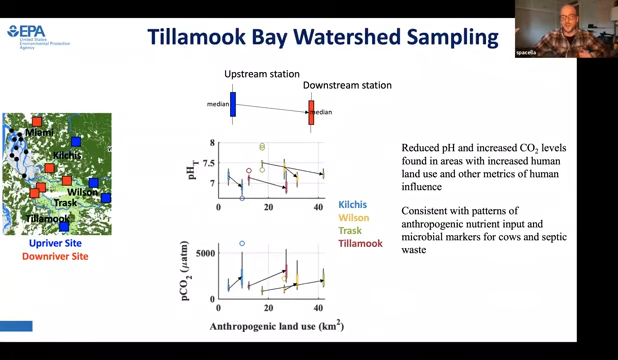 EPA
United States
Environmental Protection
Agency
Tillamook Bay Watershed Sampling
spacella
Upstream station
Downstream station
median
median
Miami
Kilchis
Wilson
Trask
Tillamook
Upriver Site
Downriver Site
8
7.5
7
pH_T
0
20
40
Kilchis
Wilson
Trask
Tillamook
5000
0
pCO₂ (μatm)
0
20
40
Anthropogenic land use (km²)
Reduced pH and increased CO₂ levels
found in areas with increased human
land use and other metrics of human
influence
Consistent with patterns of
anthropogenic nutrient input and
microbial markers for cows and septic
waste